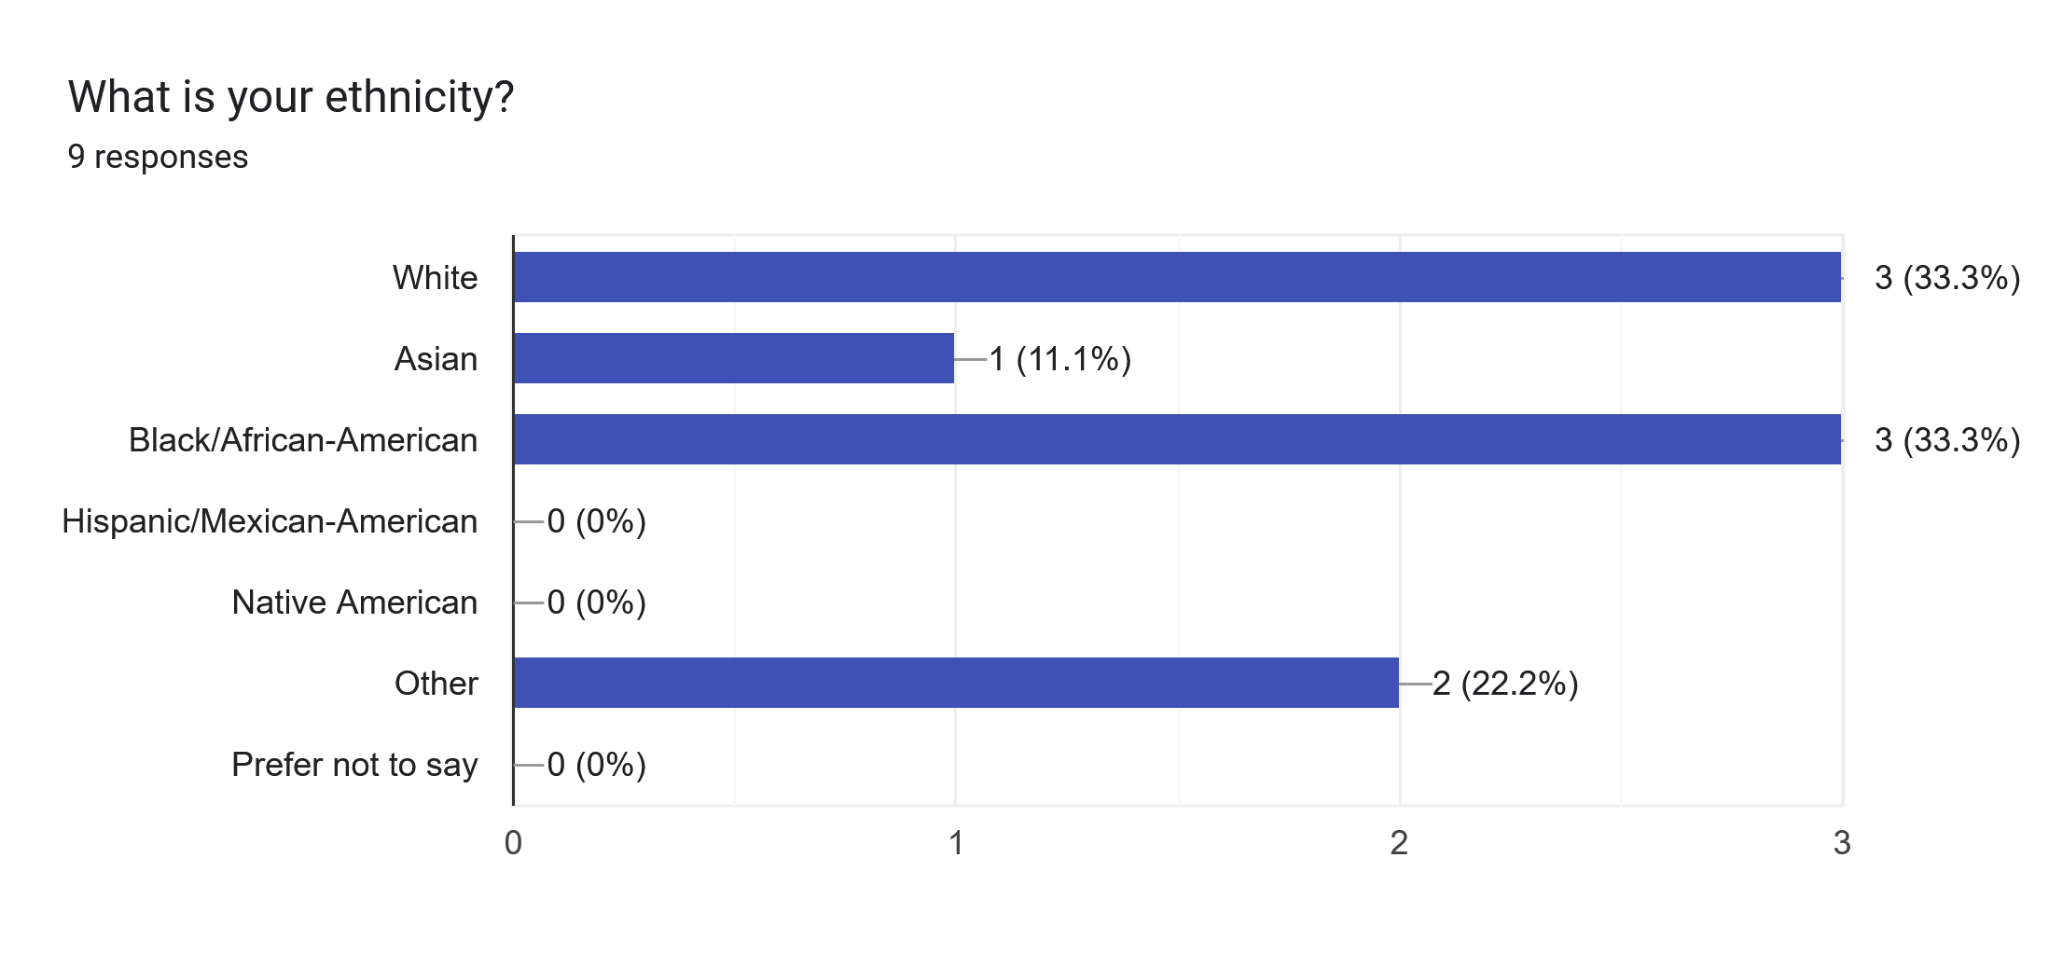 What is your ethnicity?
9 responses
White 3 (33.3%)
Asian 1 (11.1%)
Black/African-American 3 (33.3%)
Hispanic/Mexican-American 0 (0%)
Native American 0 (0%)
Other 2 (22.2%)
Prefer not to say 0 (0%)
0 1 2 3